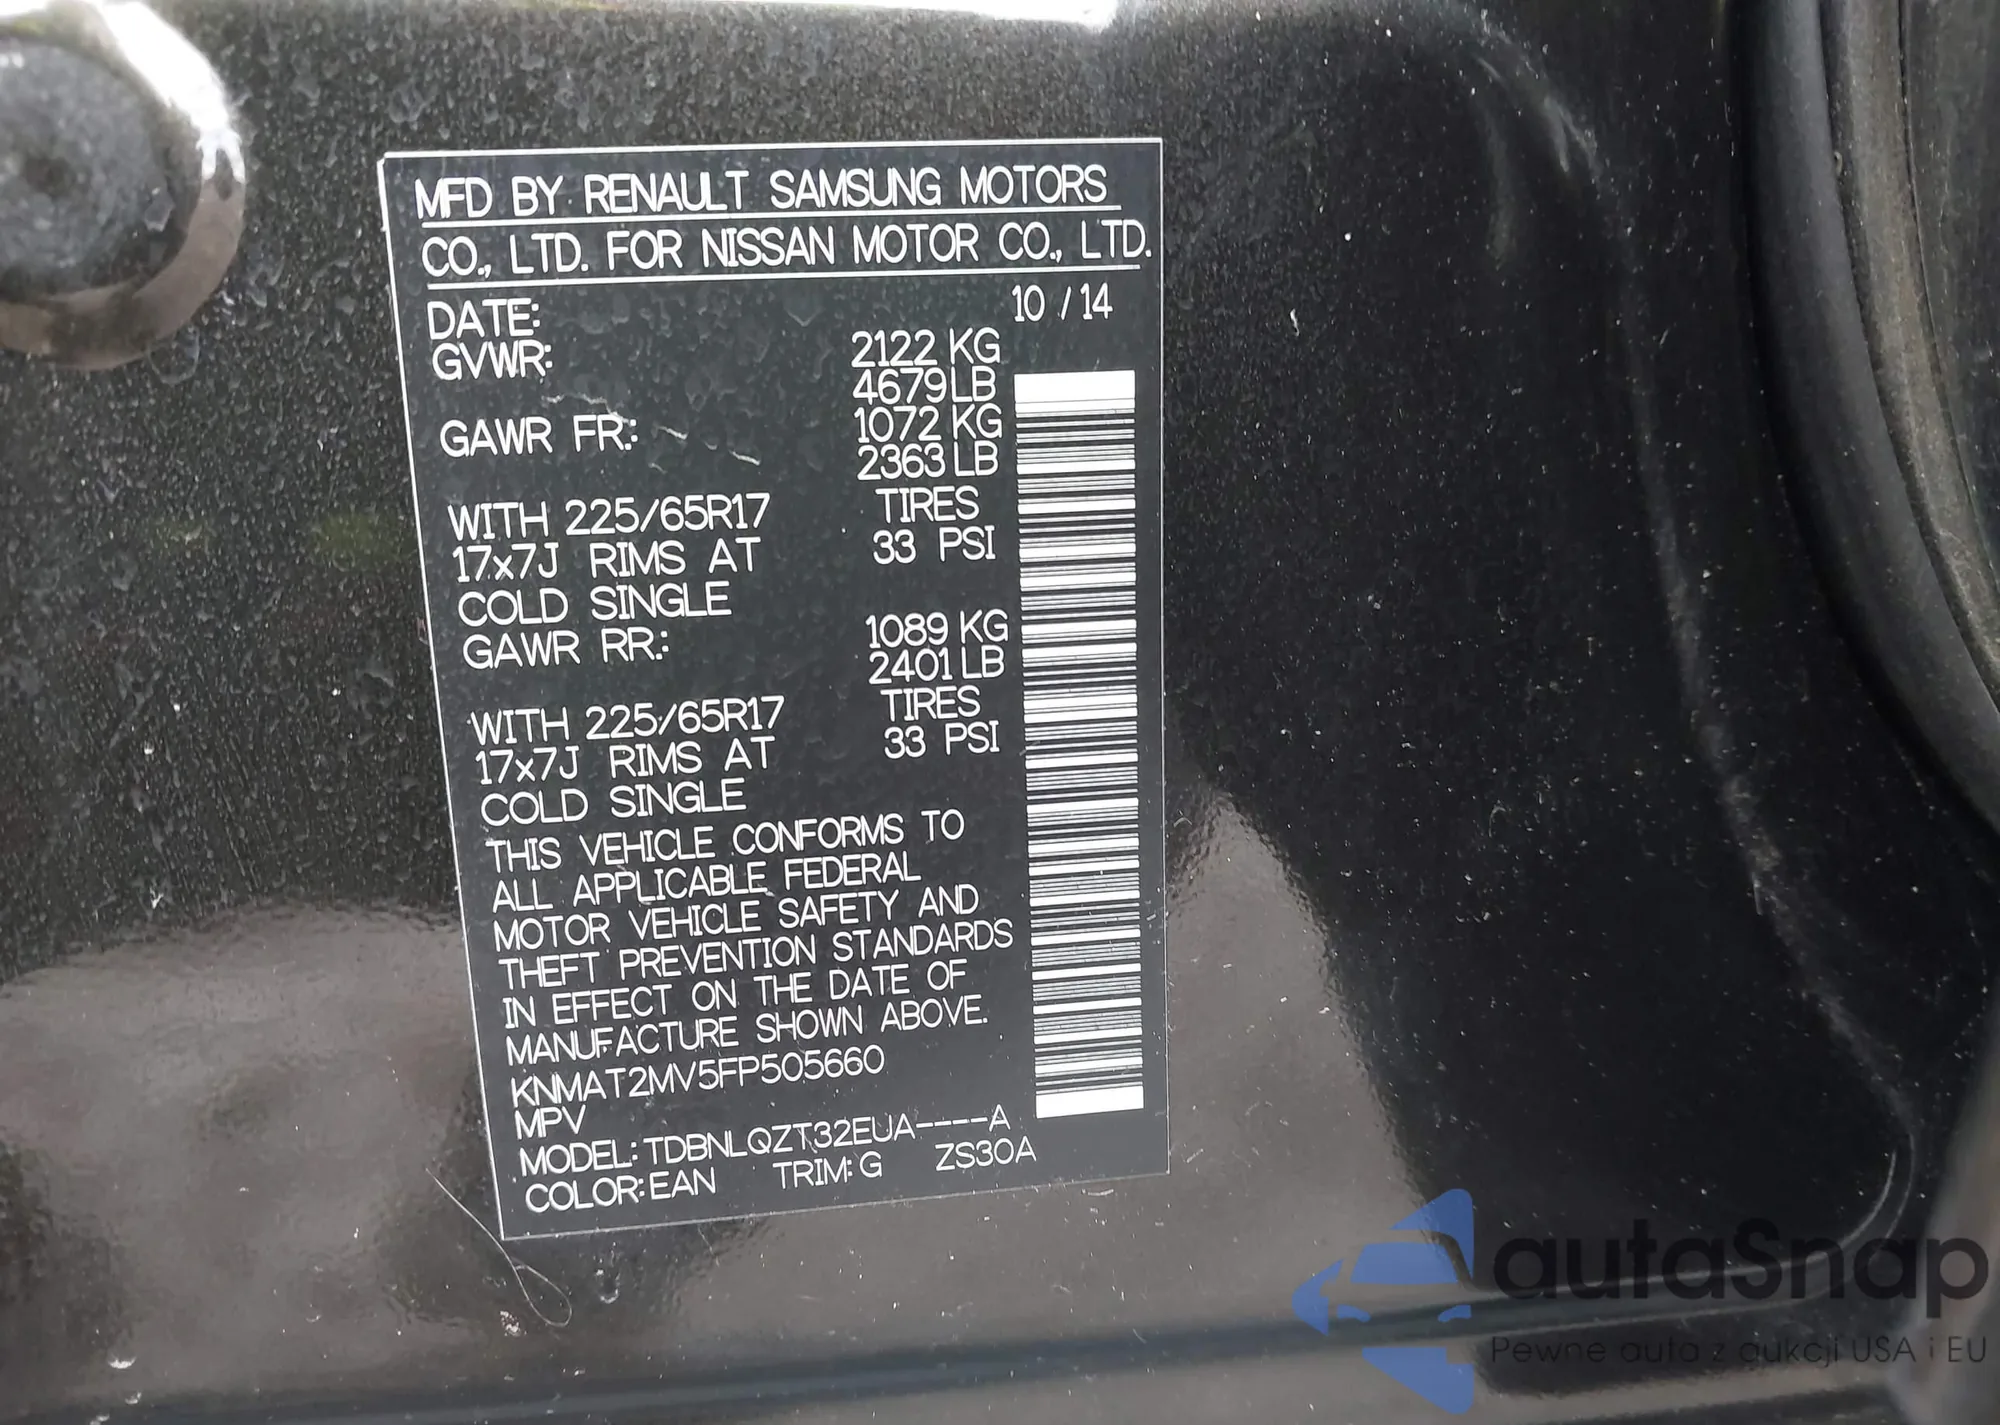 MFD BY RENAULT SAMSUNG MOTORS
CO., LTD. FOR NISSAN MOTOR CO., LTD.
DATE: 10 / 14
GVWR: 2122 KG
4679 LB
GAWR FR.: 1072 KG
2363 LB
WITH 225/65R17 TIRES
17x7J RIMS AT 33 PSI
COLD SINGLE
GAWR RR.: 1089 KG
2401 LB
WITH 225/65R17 TIRES
17x7J RIMS AT 33 PSI
COLD SINGLE
THIS VEHICLE CONFORMS TO
ALL APPLICABLE FEDERAL
MOTOR VEHICLE SAFETY AND
THEFT PREVENTION STANDARDS
IN EFFECT ON THE DATE OF
MANUFACTURE SHOWN ABOVE.
KNMAT2MV5FP505660
MPV
MODEL: TDBNLQZT32EUA----A
COLOR: EAN TRIM: G ZS30A
autaSnap
Pewne auta z aukcji USA i EU